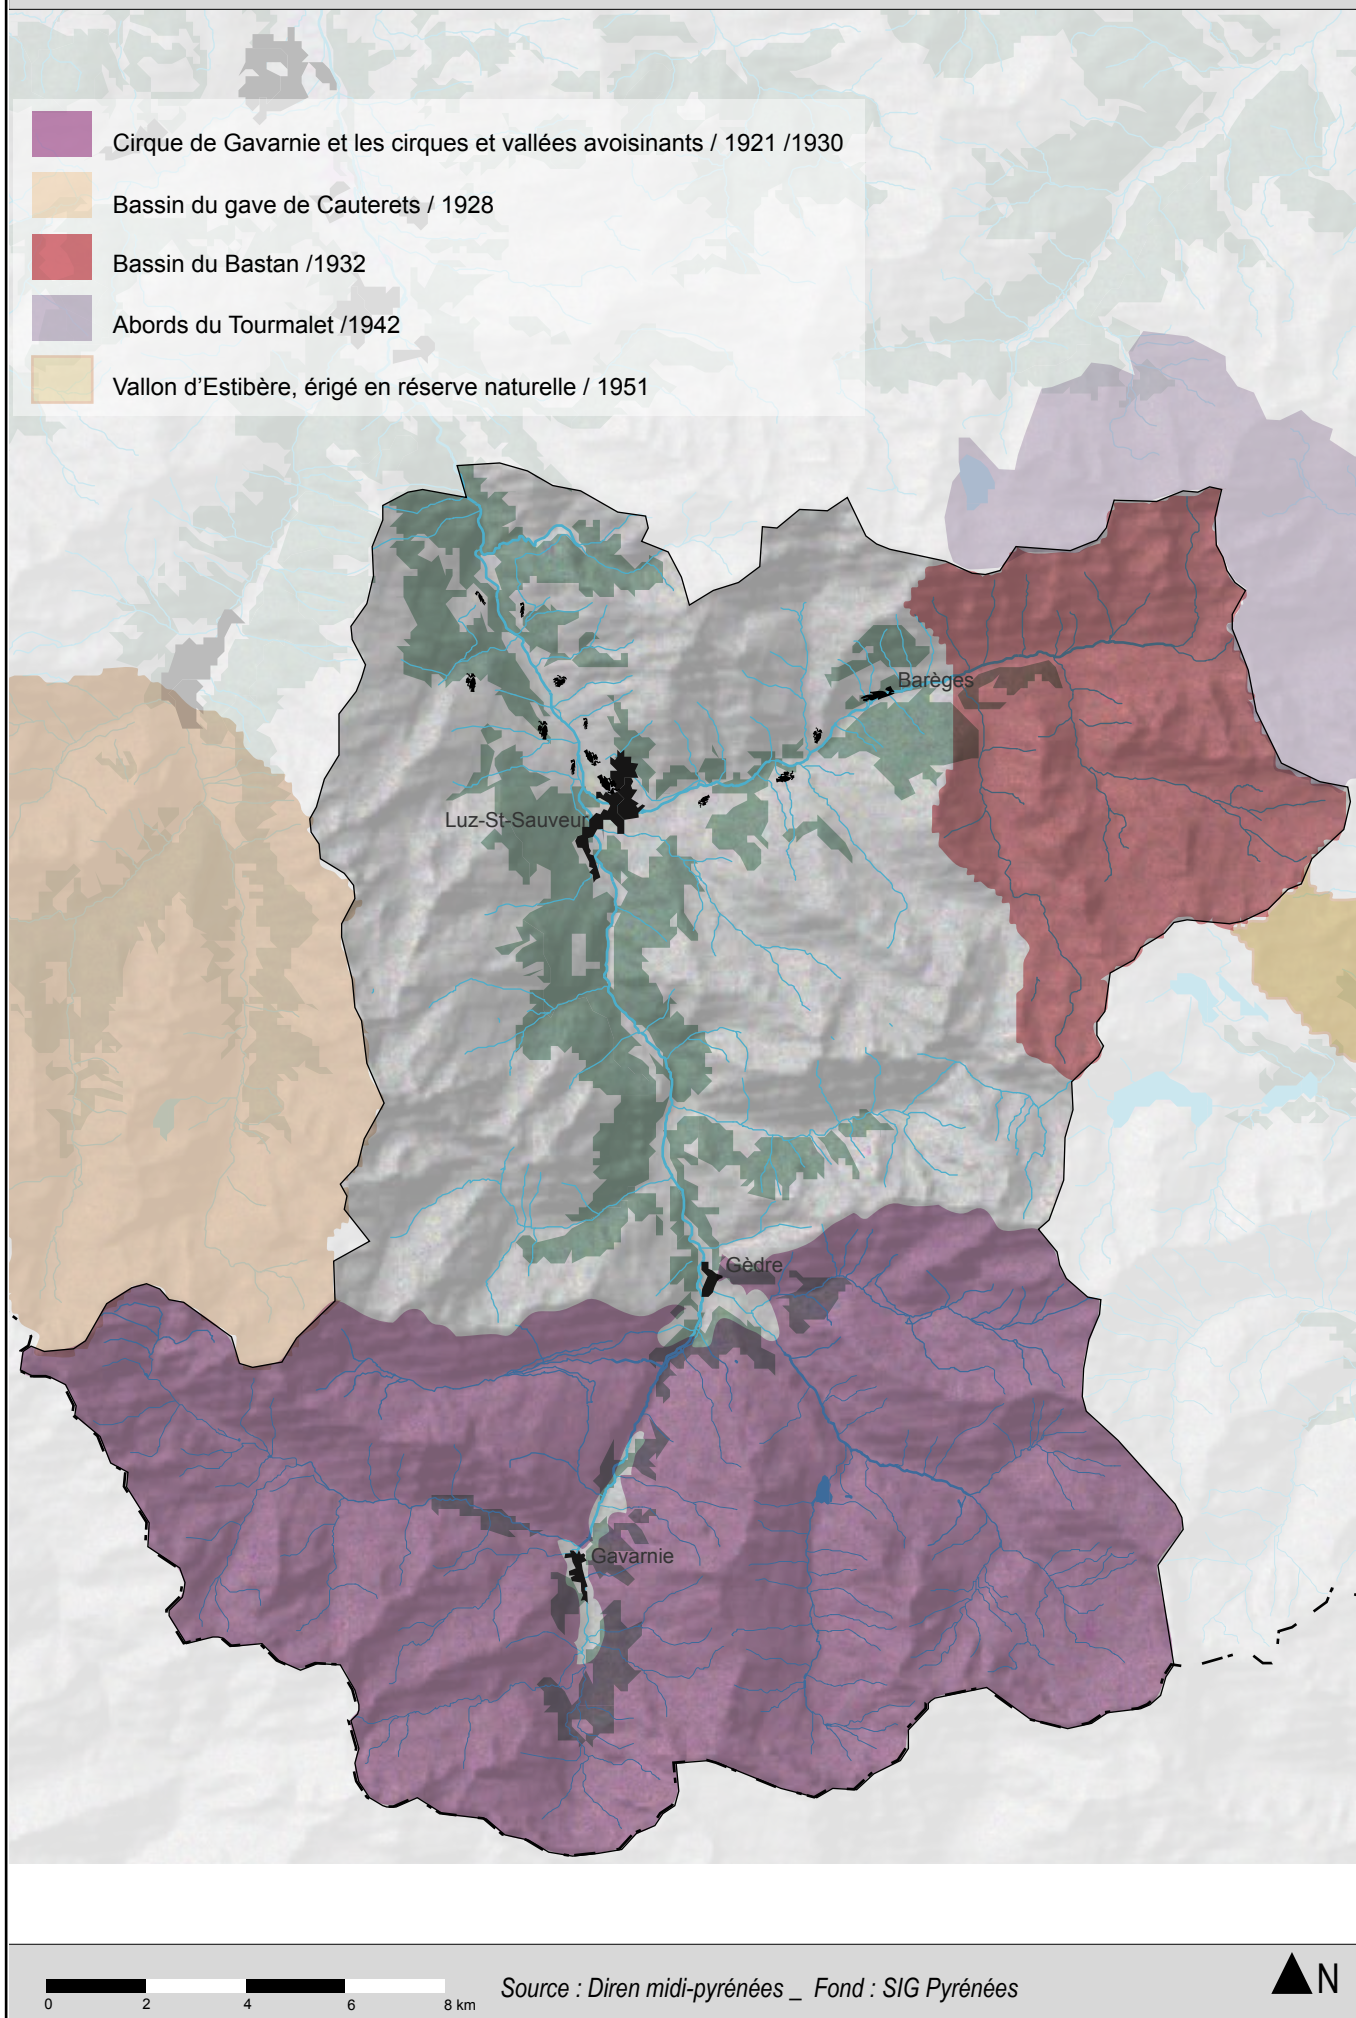 Cirque de Gavarnie et les cirques et vallées avoisinants / 1921 /1930
Bassin du gave de Cauterets / 1928
Bassin du Bastan /1932
Abords du Tourmalet /1942
Vallon d'Estibère, érigé en réserve naturelle / 1951
Barèges
Luz-St-Sauveur
Gèdre
Gavarnie
0 2 4 6 8 km
Source : Diren midi-pyrénées _ Fond : SIG Pyrénées
N